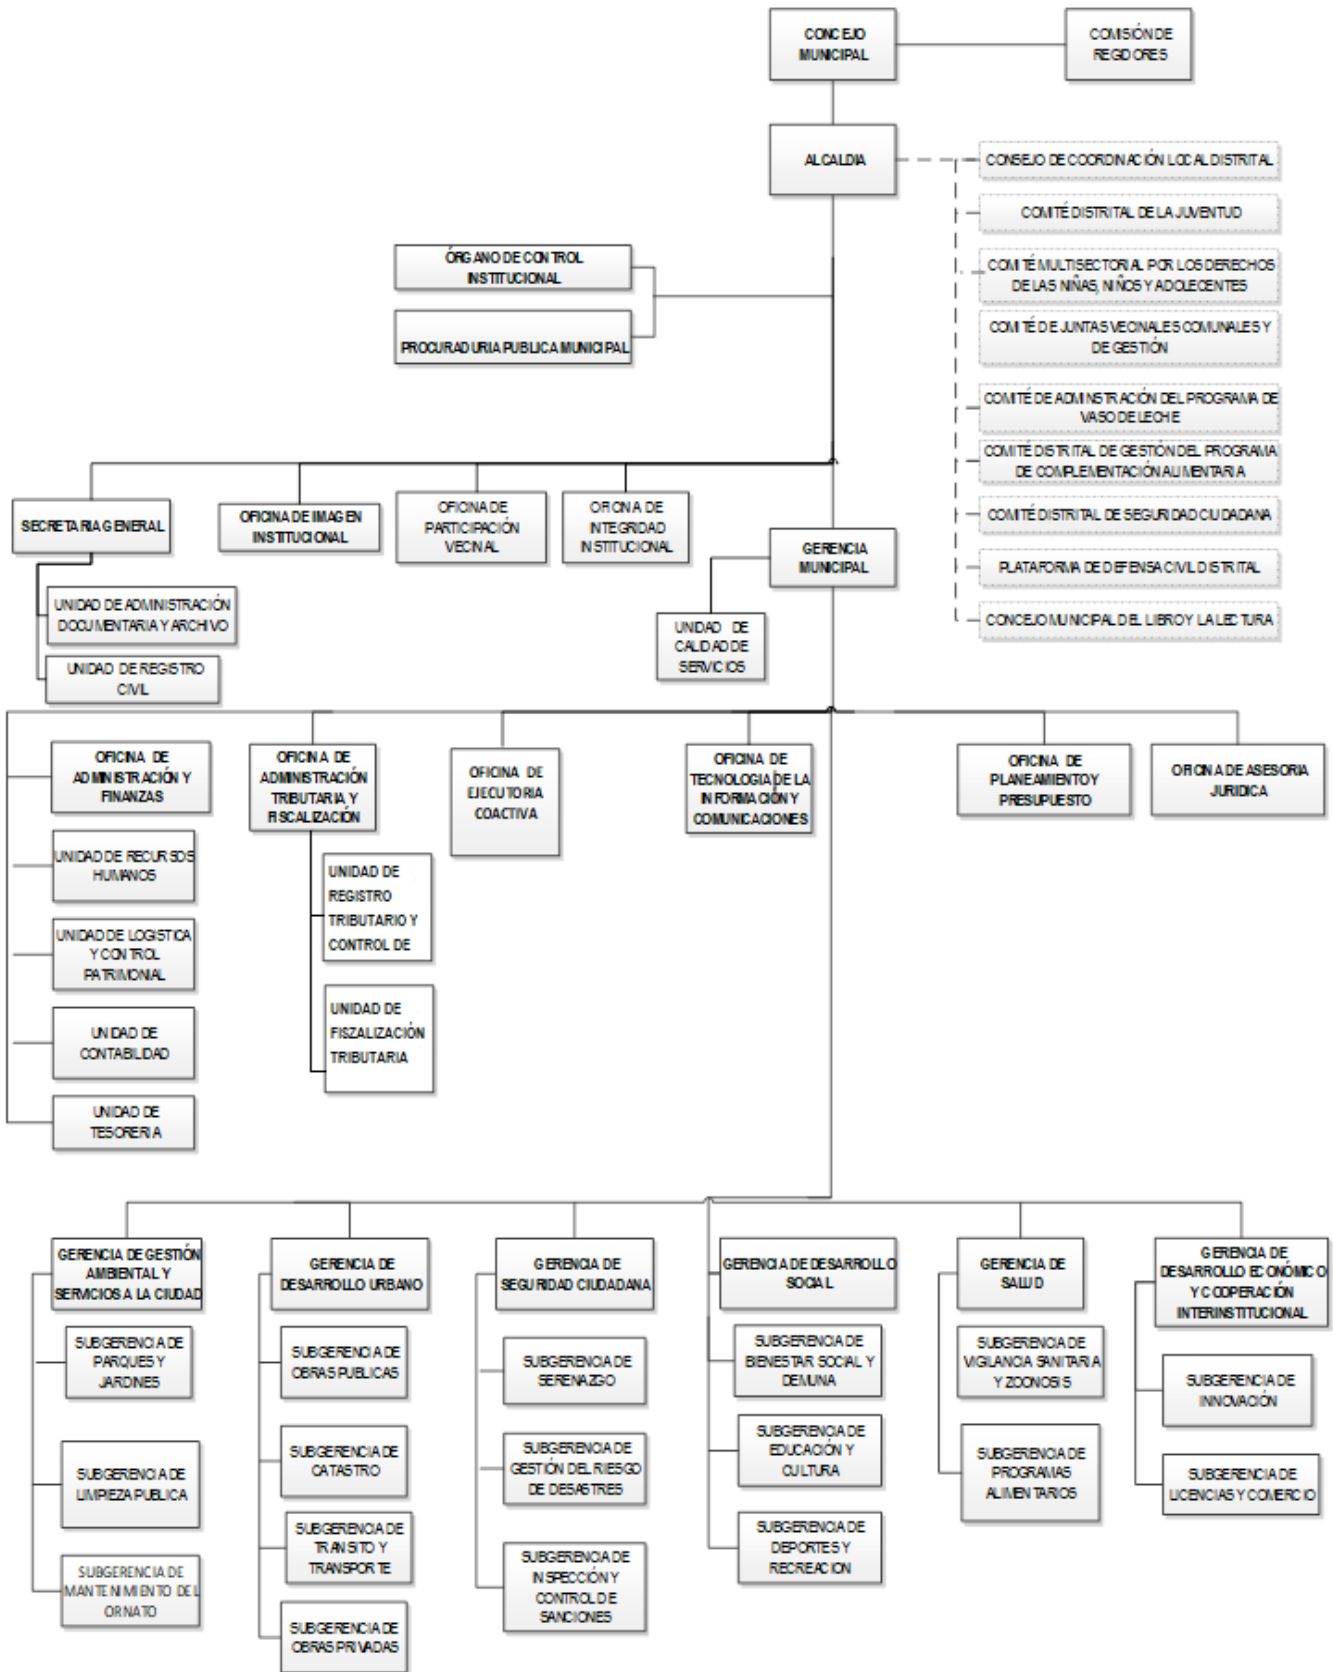 CONCEJO
MUNICIPAL
COMISIÓN DE
REGIDORES
ALCALDIA
CONSEJO DE COORDINACIÓN LOCAL DISTRITAL
COMITÉ DISTRITAL DE LA JUVENTUD
COMITÉ MULTISECTORIAL POR LOS DERECHOS
DE LAS NIÑAS, NIÑOS Y ADOLECENTES
COMITÉ DE JUNTAS VECINALES COMUNALES Y
DE GESTIÓN
COMITÉ DE ADMINSTRACIÓN DEL PROGRAMA DE
VASO DE LECHE
COMITÉ DISTRITAL DE GESTIÓN DEL PROGRAMA
DE COMPLEMENTACIÓN ALIMENTARIA
COMITÉ DISTRITAL DE SEGURIDAD CIUDADANA
PLATAFORMA DE DEFENSA CIVIL DISTRITAL
CONCEJO MUNICIPAL DEL LIBRO Y LA LECTURA
ÓRGANO DE CONTROL
INSTITUCIONAL
PROCURADURIA PUBLICA MUNICIPAL
SECRETARIA GENERAL
OFICINA DE IMAGEN
INSTITUCIONAL
OFICINA DE
PARTICIPACIÓN
VECINAL
OFICINA DE
INTEGRIDAD
INSTITUCIONAL
GERENCIA
MUNICIPAL
UNIDAD DE ADMINISTRACIÓN
DOCUMENTARIA Y ARCHIVO
UNIDAD DE REGISTRO
CIVIL
UNIDAD DE
CALIDAD DE
SERVICIOS
OFICINA DE
ADMINISTRACIÓN Y
FINANZAS
OFICINA DE
ADMINISTRACIÓN
TRIBUTARIA Y
FISCALIZACIÓN
OFICINA DE
EJECUTORIA
COACTIVA
OFICINA DE
TECNOLOGIA DE LA
INFORMACIÓN Y
COMUNICACIONES
OFICINA DE
PLANEAMIENTO Y
PRESUPUESTO
OFICINA DE ASESORIA
JURIDICA
UNIDAD DE RECURSOS
HUMANOS
UNIDAD DE LOGISTICA
Y CONTROL
PATRIMONIAL
UNIDAD DE
CONTABILIDAD
UNIDAD DE
TESORERIA
UNIDAD DE
REGISTRO
TRIBUTARIO Y
CONTROL DE
UNIDAD DE
FISZALIZACIÓN
TRIBUTARIA
GERENCIA DE GESTIÓN
AMBIENTAL Y
SERVICIOS A LA CIUDAD
SUBGERENCIA DE
PARQUES Y
JARDINES
SUBGERENCIA DE
LIMPIEZA PUBLICA
SUBGERENCIA DE
MANTENIMIENTO DEL
ORNATO
GERENCIA DE
DESARROLLO URBANO
SUBGERENCIA DE
OBRAS PUBLICAS
SUBGERENCIA DE
CATASTRO
SUBGERENCIA DE
TRANSITO Y
TRANSPORTE
SUBGERENCIA DE
OBRAS PRIVADAS
GERENCIA DE
SEGURIDAD CIUDADANA
SUBGERENCIA DE
SERENAZGO
SUBGERENCIA DE
GESTIÓN DEL RIESGO
DE DESASTRES
SUBGERENCIA DE
INSPECCIÓN Y
CONTROL DE
SANCIONES
GERENCIA DE DESARROLLO
SOCIAL
SUBGERENCIA DE
BIENESTAR SOCIAL Y
DEMUNA
SUBGERENCIA DE
EDUCACIÓN Y
CULTURA
SUBGERENCIA DE
DEPORTES Y
RECREACION
GERENCIA DE
SALUD
SUBGERENCIA DE
VIGILANCIA SANITARIA
Y ZOONOSIS
SUBGERENCIA DE
PROGRAMAS
ALIMENTARIOS
GERENCIA DE
DESARROLLO ECONÓMICO
Y COOPERACIÓN
INTERINSTITUCIONAL
SUBGERENCIA DE
INNOVACIÓN
SUBGERENCIA DE
LICENCIAS Y COMERCIO